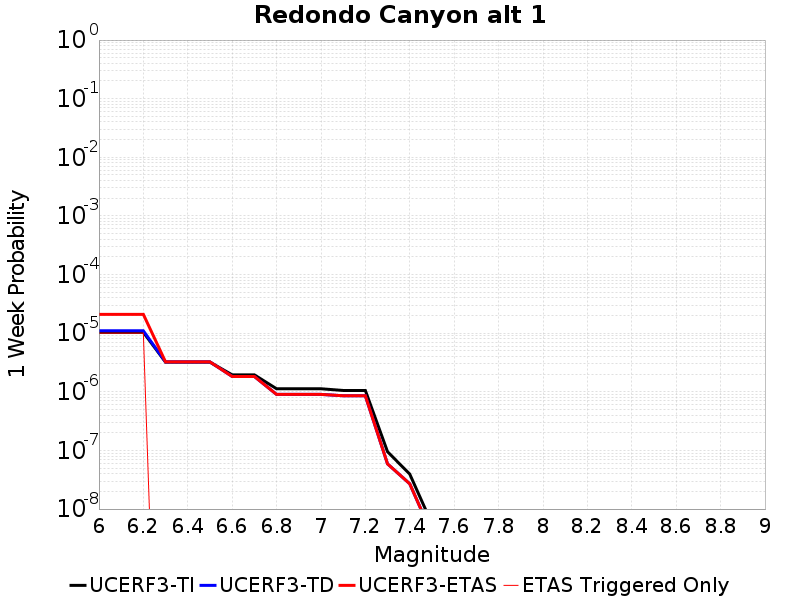 Redondo Canyon alt 1
10^0
10^-1
10^-2
10^-3
10^-4
10^-5
10^-6
10^-7
10^-8
1 Week Probability
6 6.2 6.4 6.6 6.8 7 7.2 7.4 7.6 7.8 8 8.2 8.4 8.6 8.8 9
Magnitude
UCERF3-TI UCERF3-TD UCERF3-ETAS ETAS Triggered Only